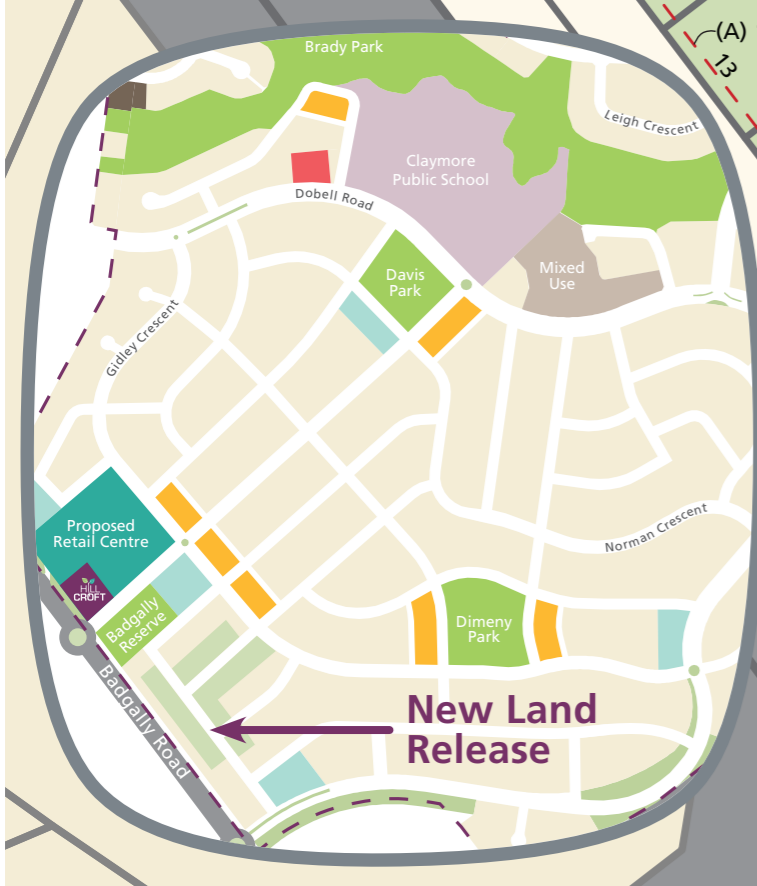 Brady Park
(A)
13
Leigh Crescent
Claymore
Public School
Dobell Road
Davis
Park
Mixed
Use
Gidley Crescent
Proposed
Retail Centre
Norman Crescent
HILL
CROFT
Badgally
Reserve
Dimeny
Park
Badgally Road
New Land
Release